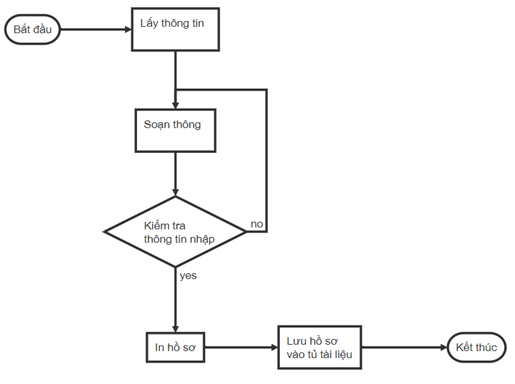 Bắt đầu
Lấy thông tin
Soạn thông
Kiểm tra
thông tin nhập
no
yes
In hồ sơ
Lưu hồ sơ
vào tủ tài liệu
Kết thúc